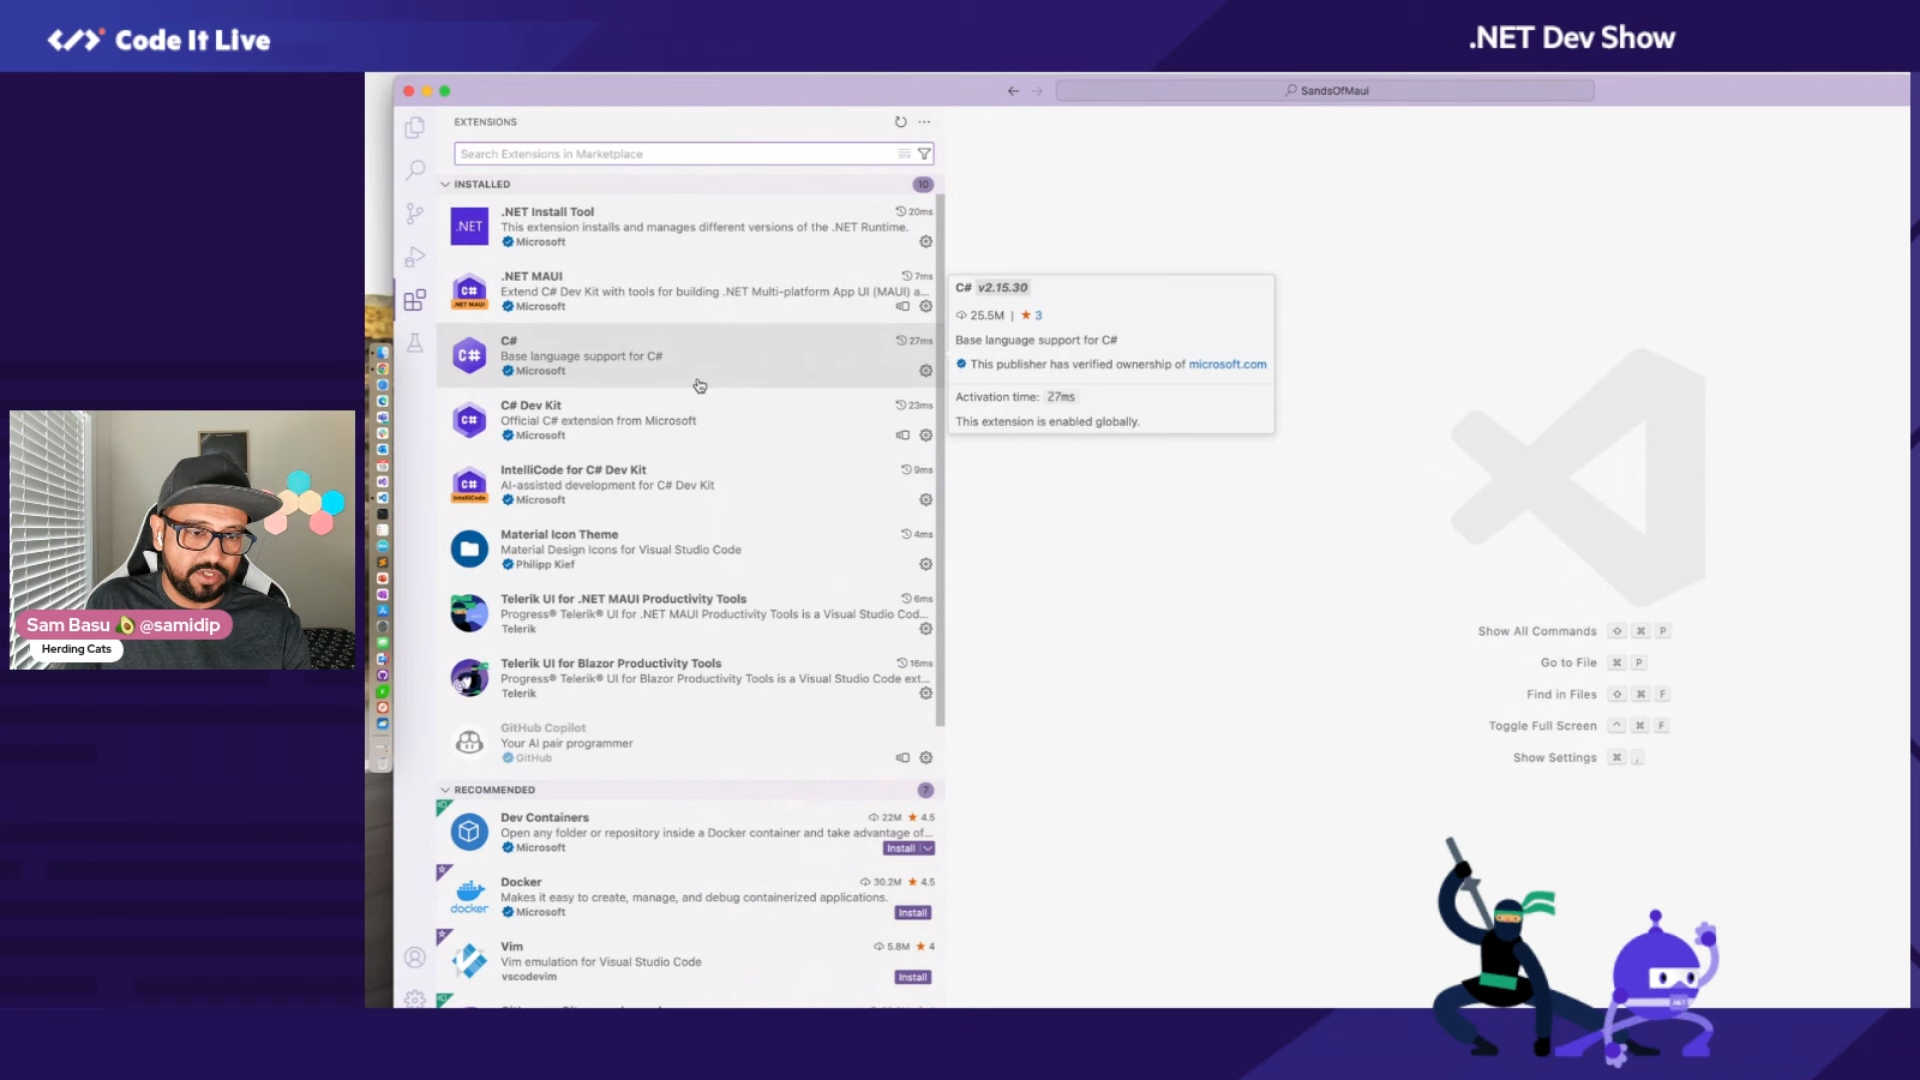 Code It Live
.NET Dev Show
SandsOfMaui
EXTENSIONS
Search Extensions in Marketplace
INSTALLED
10
.NET
.NET Install Tool
20ms
This extension installs and manages different versions of the .NET Runtime.
Microsoft
C#
.NET MAUI
.NET MAUI
7ms
Extend C# Dev Kit with tools for building .NET Multi-platform App UI (MAUI) a...
Microsoft
C#
C#
27ms
Base language support for C#
Microsoft
C#
C# Dev Kit
23ms
Official C# extension from Microsoft
Microsoft
C#
IntelliCode
IntelliCode for C# Dev Kit
9ms
AI-assisted development for C# Dev Kit
Microsoft
Material Icon Theme
4ms
Material Design Icons for Visual Studio Code
Philipp Kief
Telerik UI for .NET MAUI Productivity Tools
6ms
Progress® Telerik® UI for .NET MAUI Productivity Tools is a Visual Studio Cod...
Telerik
Telerik UI for Blazor Productivity Tools
16ms
Progress® Telerik® UI for Blazor Productivity Tools is a Visual Studio Code ext...
Telerik
GitHub Copilot
Your AI pair programmer
GitHub
RECOMMENDED
7
Dev Containers
22M ★ 4.5
Open any folder or repository inside a Docker container and take advantage of...
Microsoft
Install
docker
Docker
30.2M ★ 4.5
Makes it easy to create, manage, and debug containerized applications.
Microsoft
Install
Vim
5.8M ★ 4
Vim emulation for Visual Studio Code
vscodevim
Install
C# v2.15.30
25.5M | ★ 3
Base language support for C#
This publisher has verified ownership of microsoft.com
Activation time: 27ms
This extension is enabled globally.
Show All Commands ⇧ ⌘ P
Go to File ⌘ P
Find in Files ⇧ ⌘ F
Toggle Full Screen ^ ⌘ F
Show Settings ⌘ ,
Sam Basu 🥑 @samidip
Herding Cats
.NET